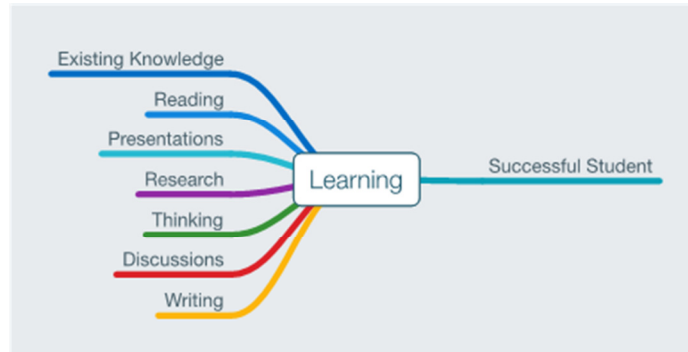 Existing Knowledge
Reading
Presentations
Research
Thinking
Discussions
Writing
Learning
Successful Student